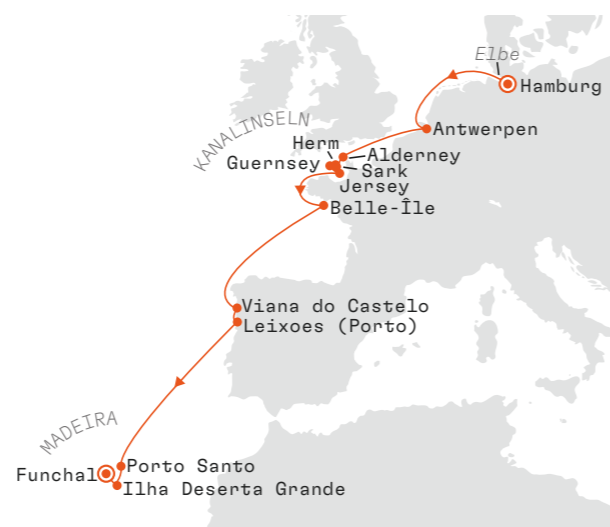 Elbe
Hamburg
Antwerpen
KANALINSELN
Herm
Alderney
Guernsey
Sark
Jersey
Belle-Île
Viana do Castelo
Leixoes (Porto)
MADEIRA
Porto Santo
Funchal
Ilha Deserta Grande